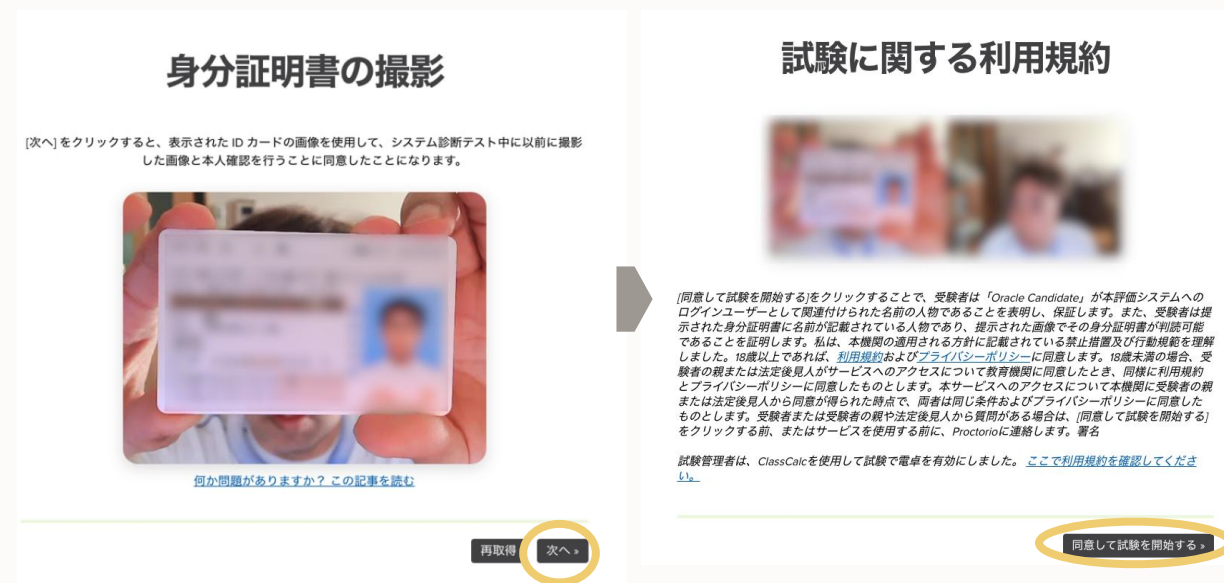 身分証明書の撮影
[次へ] をクリックすると、表示された ID カードの画像を使用して、システム診断テスト中に以前に撮影
した画像と本人確認を行うことに同意したことになります。
何か問題がありますか？ この記事を読む
再取得
次へ »
試験に関する利用規約
[同意して試験を開始する]をクリックすることで、受験者は「Oracle Candidate」が本評価システムへの
ログインユーザーとして関連付けられた名前の人物であることを表明し、保証します。また、受験者は提
示された身分証明書に名前が記載されている人物であり、提示された画像でその身分証明書が判読可能
であることを証明します。私は、本機関の適用される方針に記載されている禁止措置及び行動規範を理解
しました。18歳以上であれば、利用規約およびプライバシーポリシーに同意します。18歳未満の場合、受
験者の親または法定後見人がサービスへのアクセスについて教育機関に同意したとき、同様に利用規約
とプライバシーポリシーに同意したものとします。本サービスへのアクセスについて本機関に受験者の親
または法定後見人から同意が得られた時点で、両者は同じ条件およびプライバシーポリシーに同意した
ものとします。受験者または受験者の親や法定後見人から質問がある場合は、[同意して試験を開始する]
をクリックする前、またはサービスを使用する前に、Proctorioに連絡します。署名
試験管理者は、ClassCalcを使用して試験で電卓を有効にしました。 ここで利用規約を確認してくださ
い。
同意して試験を開始する »